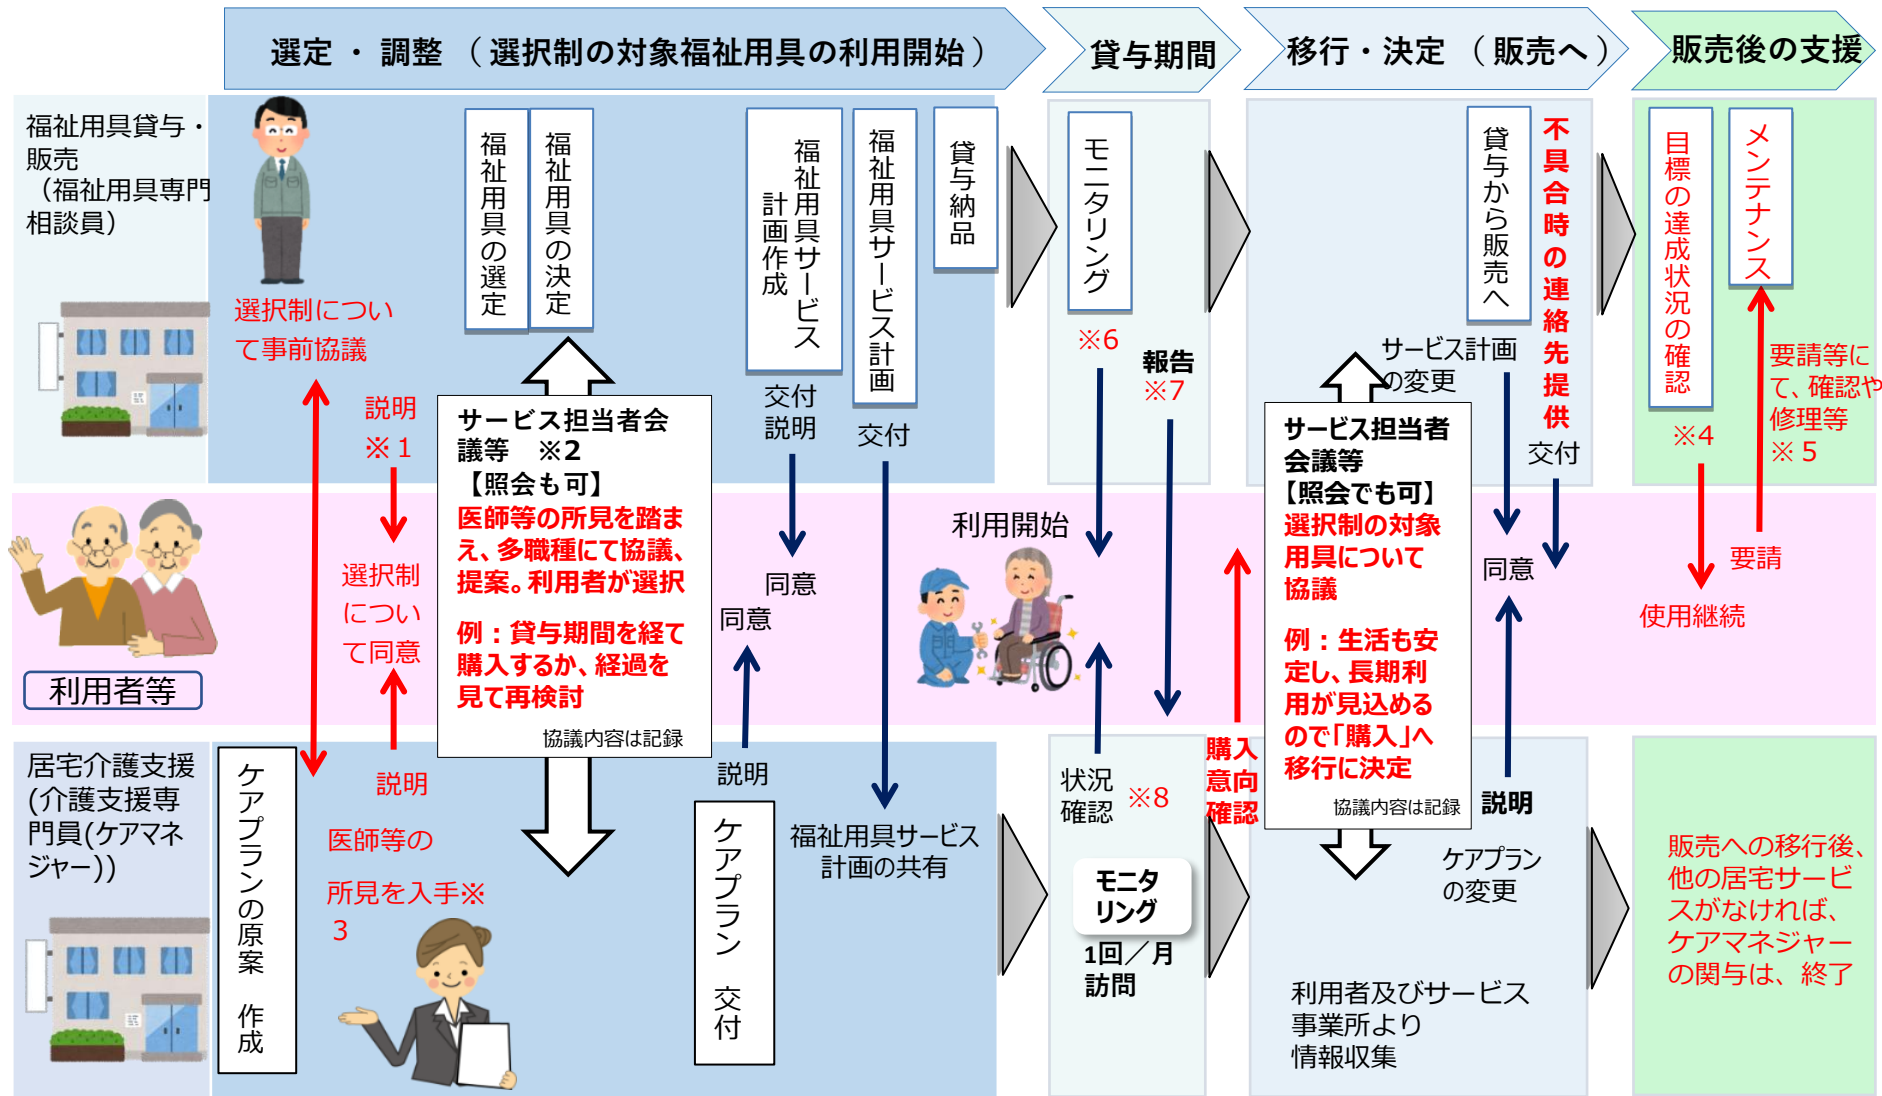 選定 ・ 調整 （ 選択制の対象福祉用具の利用開始 ）
貸与期間
移行・決定 （ 販売へ ）
販売後の支援
福祉用具貸与・
販売
（福祉用具専門
相談員）
選択制につい
て事前協議
説明
※１
福祉用具の選定
福祉用具の決定
福祉用具サービス
計画作成
交付
説明
福祉用具サービス計画
交付
貸与納品
モニタリング
※6
報告
※7
貸与から販売へ
サービス計画
の変更
不具合時の連絡先提供
交付
目標の達成状況の確認
※4
メンテナンス
要請等に
て、確認や
修理等
※５
サービス担当者会
議等　※2
【照会も可】
医師等の所見を踏ま
え、多職種にて協議、
提案。利用者が選択
例：貸与期間を経て
購入するか、経過を
見て再検討
協議内容は記録
サービス担当者
会議等
【照会でも可】
選択制の対象
用具について
協議
例：生活も安
定し、長期利
用が見込める
ので「購入」へ
移行に決定
協議内容は記録
利用者等
選択制
につい
て同意
同意
同意
利用開始
同意
要請
使用継続
居宅介護支援
(介護支援専
門員(ケアマネ
ジャー))
ケアプランの原案　作成
説明
医師等の
所見を入手※
3
説明
ケアプラン　交付
福祉用具サービス
計画の共有
状況
確認
※8
モニタ
リング
1回／月
訪問
購入
意向
確認
説明
ケアプラン
の変更
利用者及びサービス
事業所より
情報収集
販売への移行後、
他の居宅サービ
スがなければ、
ケアマネジャー
の関与は、終了